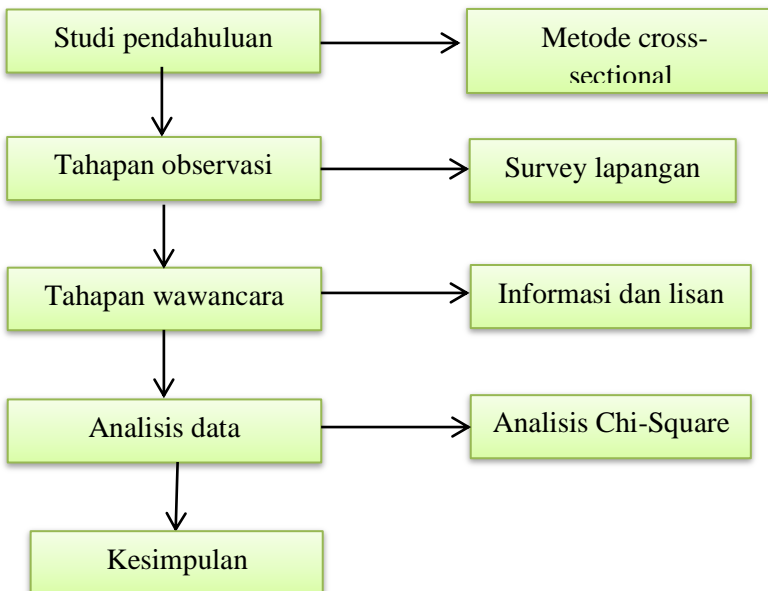 Studi pendahuluan
Metode cross-
sectional
Tahapan observasi
Survey lapangan
Tahapan wawancara
Informasi dan lisan
Analisis data
Analisis Chi-Square
Kesimpulan